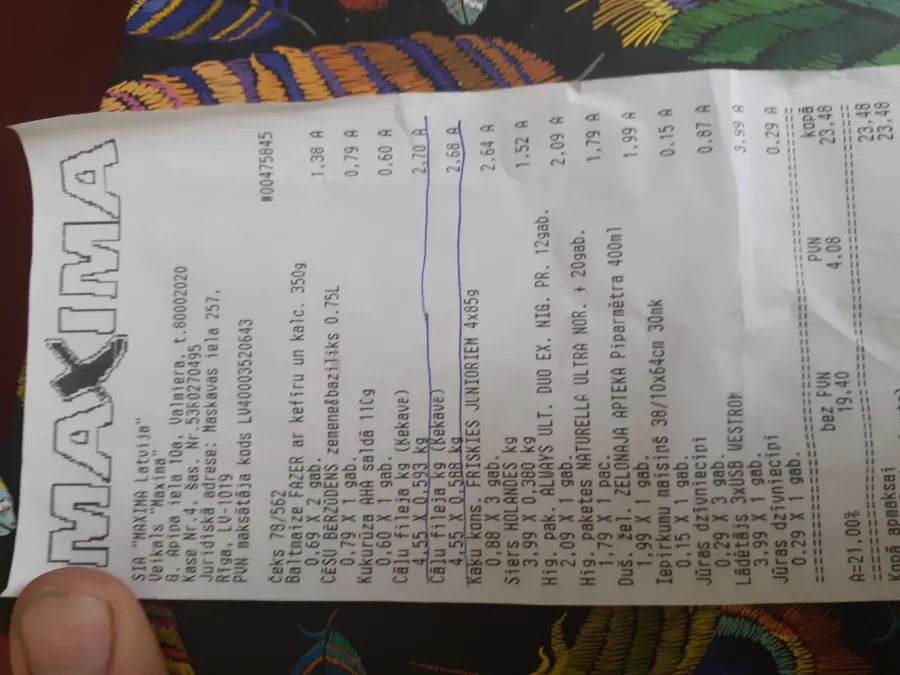 MAXIMA
SIA "MAXIMA Latvija"
Veikals "Maxima"
G. Apiņa iela 10a, Valmiera, t.80002020
Kase Nr.4, šas. Nr.53R0270495
Juridiskā adrese: Maskavas iela 257,
Rīga, LV-1019
PVN maksātāja kods LV40003520643
Čeks 78/562 #00475845
Baltmaize FAZER ar kefīru un kalc. 350g
0,69 X 2 gab. 1,38 A
CĒSU BĒRZŪDENS zemene&baziliks 0.75L
0,79 X 1 gab. 0,79 A
Kukurūza AHA saldā 110g
0,60 X 1 gab. 0,60 A
Cāļu fileja kg (Ķekava)
4,55 X 0,593 kg 2,70 A
Cāļu fileja kg (Ķekava)
4,55 X 0,588 kg 2,68 A
Kaķu kons. FRISKIES JUNIORIEM 4x85g
0,88 X 3 gab. 2,64 A
Siers HOLANDES kg
3,99 X 0,380 kg 1,52 A
Hig. pak. ALWAYS ULT. DUO EX. NIG. PR. 12gab.
2,09 X 1 gab. 2,09 A
Hig. paketes NATURELLA ULTRA NOR. + 20gab.
1,79 X 1 pac. 1,79 A
Duš. žel. ZEĻONAJA APTEKA Piparmētra 400ml
1,99 X 1 gab. 1,99 A
Iepirkumu maisiņš 38/10x64cm 30mk
0,15 X 1 gab. 0,15 A
Jūras dzīvnieciņi
0,29 X 3 gab. 0,87 A
Lādētājs 3xUSB WESTROM
3,99 X 1 gab. 3,99 A
Jūras dzīvnieciņi
0,29 X 1 gab. 0,29 A
bez PVN PVN kopā
A=21,00% 19,40 4,08 23,48
23,48
Kopā apmaksai 23,48